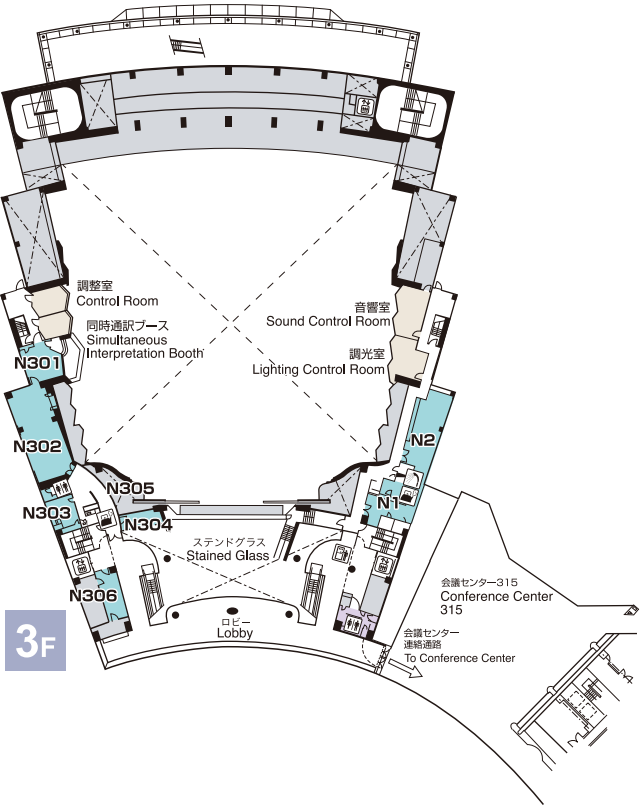 調整室
Control Room
同時通訳ブース
Simultaneous
Interpretation Booth
音響室
Sound Control Room
調光室
Lighting Control Room
N301
N302
N303
N305
N304
N306
N2
N1
ステンドグラス
Stained Glass
ロビー
Lobby
会議センター315
Conference Center
315
会議センター
連絡通路
To Conference Center
3F